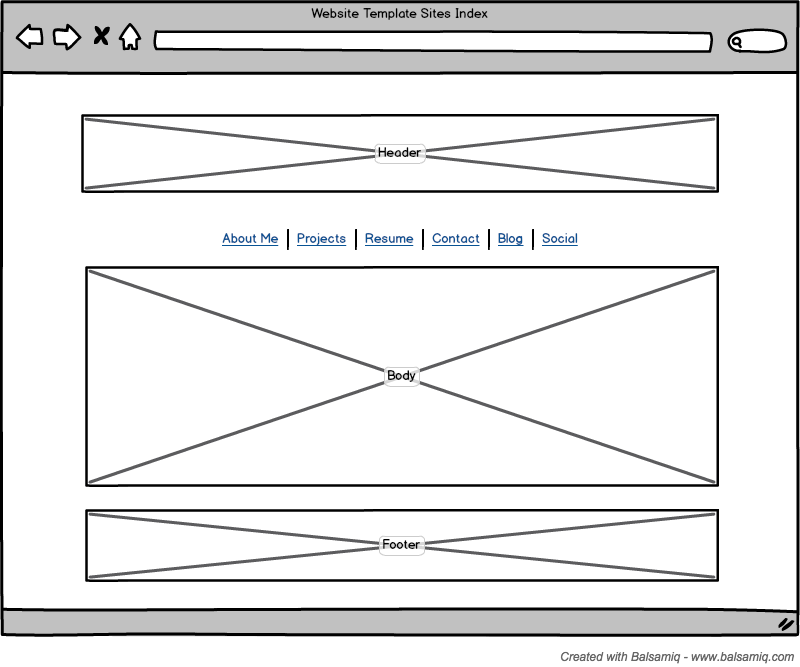 Website Template Sites Index
Header
About Me | Projects | Resume | Contact | Blog | Social
Body
Footer
Created with Balsamiq - www.balsamiq.com